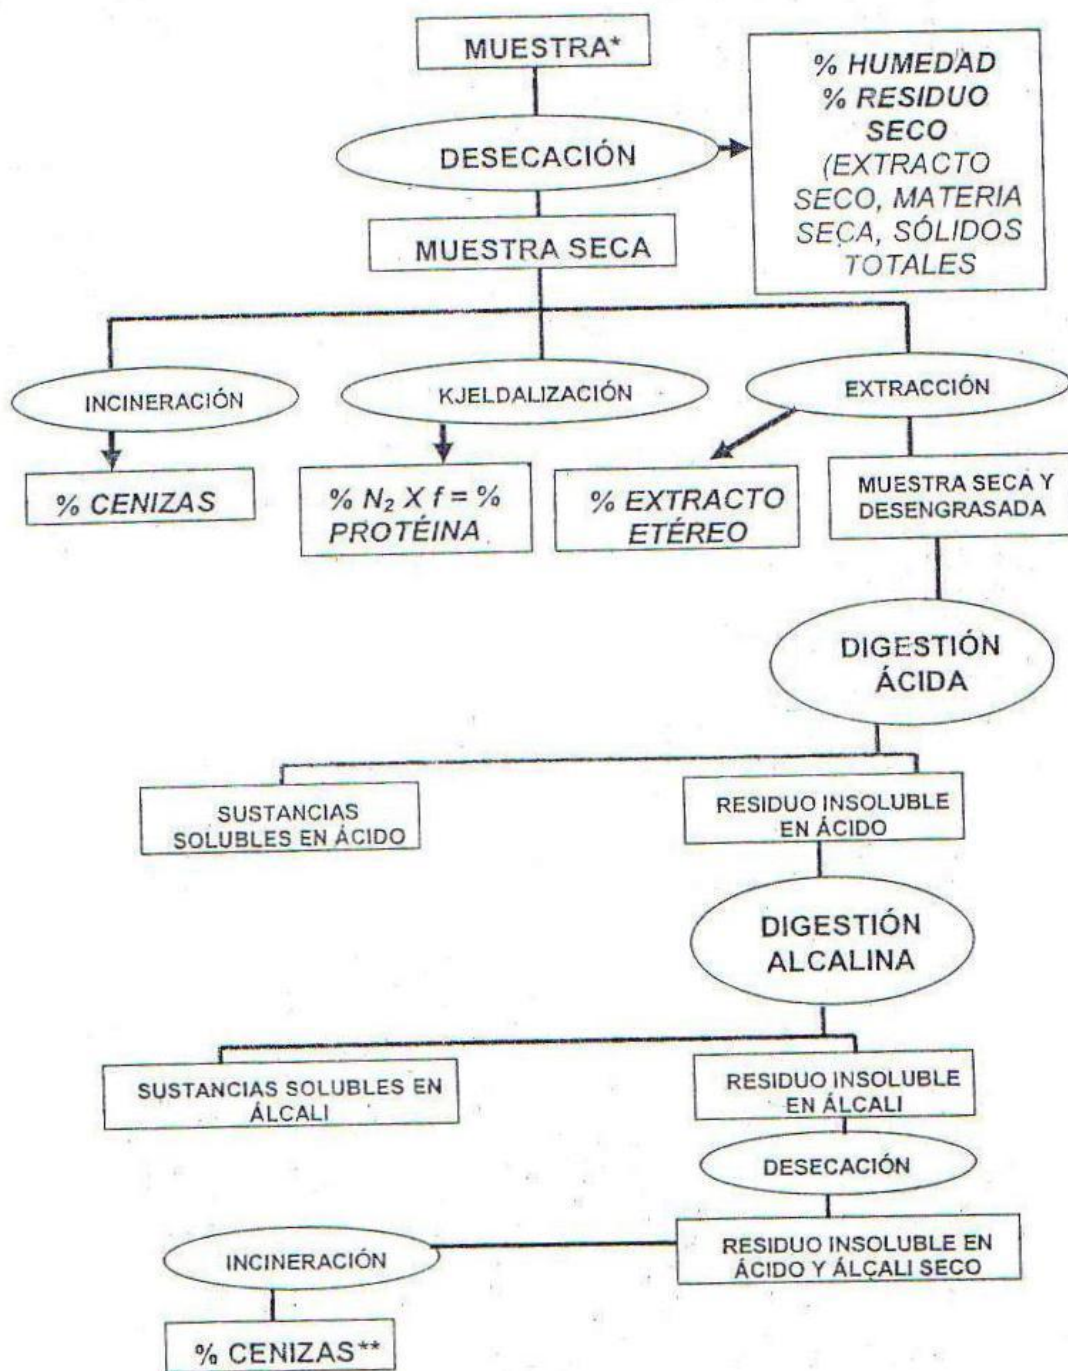 MUESTRA*
% HUMEDAD
% RESIDUO
SECO
(EXTRACTO
SECO, MATERIA
SECA, SÓLIDOS
TOTALES
DESECACIÓN
MUESTRA SECA
INCINERACIÓN
KJELDALIZACIÓN
EXTRACCIÓN
% CENIZAS
% N₂ X f = %
PROTÉINA
% EXTRACTO
ETÉREO
MUESTRA SECA Y
DESENGRASADA
DIGESTIÓN
ÁCIDA
SUSTANCIAS
SOLUBLES EN ÁCIDO
RESIDUO INSOLUBLE
EN ÁCIDO
DIGESTIÓN
ALCALINA
SUSTANCIAS SOLUBLES EN
ÁLCALI
RESIDUO INSOLUBLE
EN ÁLCALI
DESECACIÓN
RESIDUO INSOLUBLE EN
ÁCIDO Y ÁLCALI SECO
INCINERACIÓN
% CENIZAS**